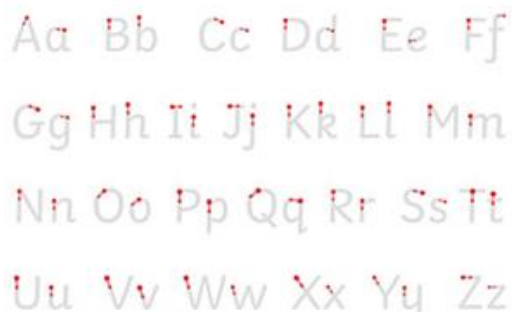 Aa Bb Cc Dd Ee Ff
Gg Hh Ii Jj Kk Ll Mm
Nn Oo Pp Qq Rr Ss Tt
Uu Vv Ww Xx Yy Zz